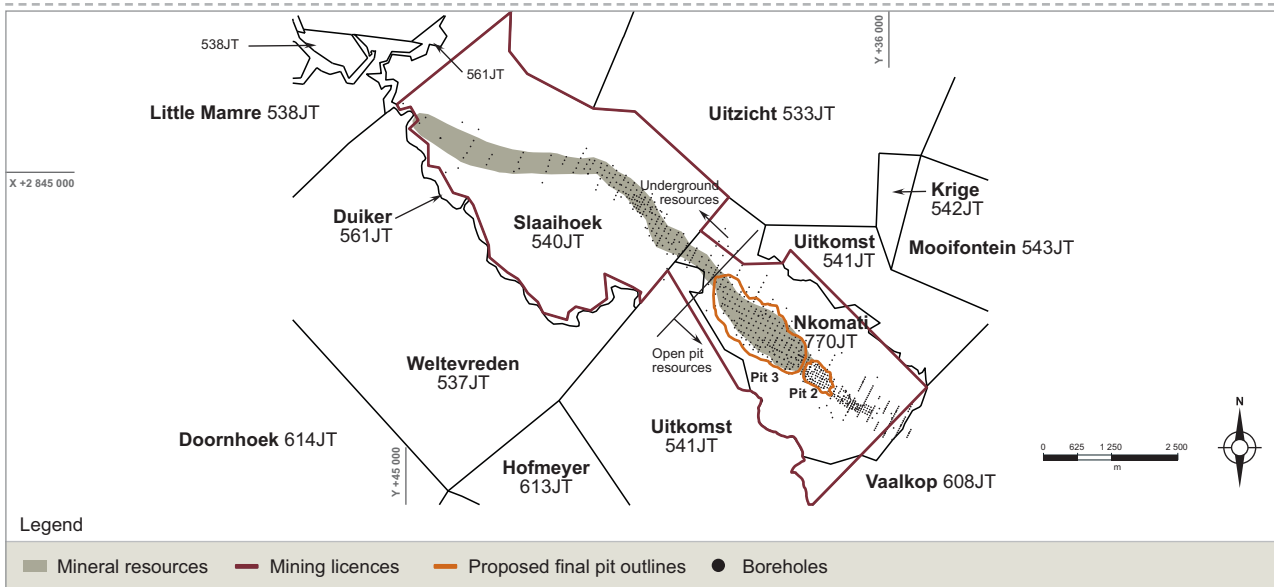 538JT
561JT
Y +36 000
Little Mamre 538JT
Uitzicht 533JT
X +2 845 000
Underground
resources
Krige
542JT
Duiker
561JT
Slaaihoek
540JT
Uitkomst
541JT
Mooifontein 543JT
Nkomati
770JT
Open pit
resources
Weltevreden
537JT
Pit 3
Pit 2
Doornhoek 614JT
Uitkomst
541JT
Y +45 000
Hofmeyer
613JT
Vaalkop 608JT
N
0 625 1 250 2 500
m
Legend
Mineral resources Mining licences Proposed final pit outlines Boreholes